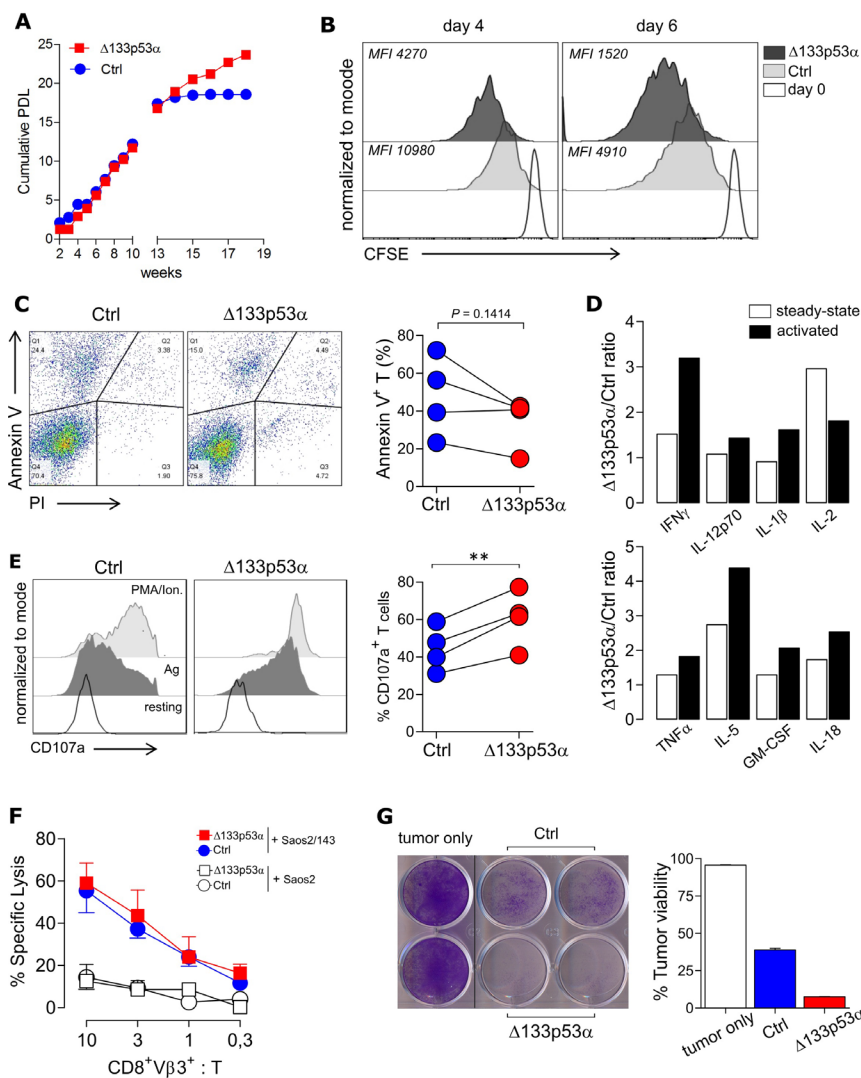 A
Δ133p53α
Ctrl
Cumulative PDL
25
20
15
10
5
0
2 4 6 8 10 13 15 17 19
weeks
B
day 4 day 6
MFI 4270 MFI 1520
MFI 10980 MFI 4910
normalized to moode
CFSE
Δ133p53α
Ctrl
day 0
C
Ctrl Δ133p53α
Q1 24.4 Q2 3.38 Q1 15.0 Q2 4.49
Q4 70.4 Q3 1.90 Q4 75.8 Q3 4.72
Annexin V
PI
P = 0.1414
Annexin V+ T (%)
80
60
40
20
0
Ctrl Δ133p53α
D
steady-state
activated
Δ133p53α/Ctrl ratio
4
3
2
1
0
IFNγ IL-12p70 IL-1β IL-2
Δ133p53α/Ctrl ratio
5
4
3
2
1
0
TNFα IL-5 GM-CSF IL-18
E
Ctrl Δ133p53α
PMA/Ion.
Ag
resting
normalized to mode
CD107a
**
% CD107a+ T cells
80
60
40
20
0
Ctrl Δ133p53α
F
Δ133p53α
Ctrl
+ Saos2/143
Δ133p53α
Ctrl
+ Saos2
% Specific Lysis
80
60
40
20
0
10 3 1 0,3
CD8+Vβ3+ : T
G
tumor only Ctrl
Δ133p53α
% Tumor viability
100
75
50
25
0
tumor only Ctrl Δ133p53α